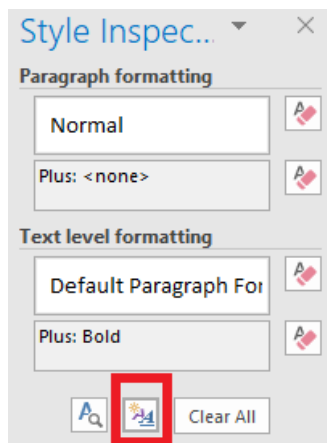 Style Inspec...
Paragraph formatting
Normal
Plus: <none>
Text level formatting
Default Paragraph For
Plus: Bold
Clear All